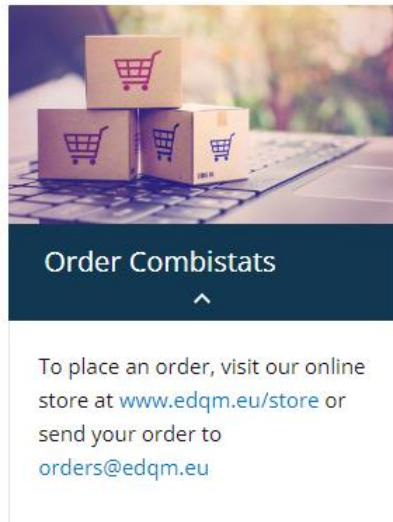 Order Combistats
To place an order, visit our online
store at www.edqm.eu/store or
send your order to
orders@edqm.eu